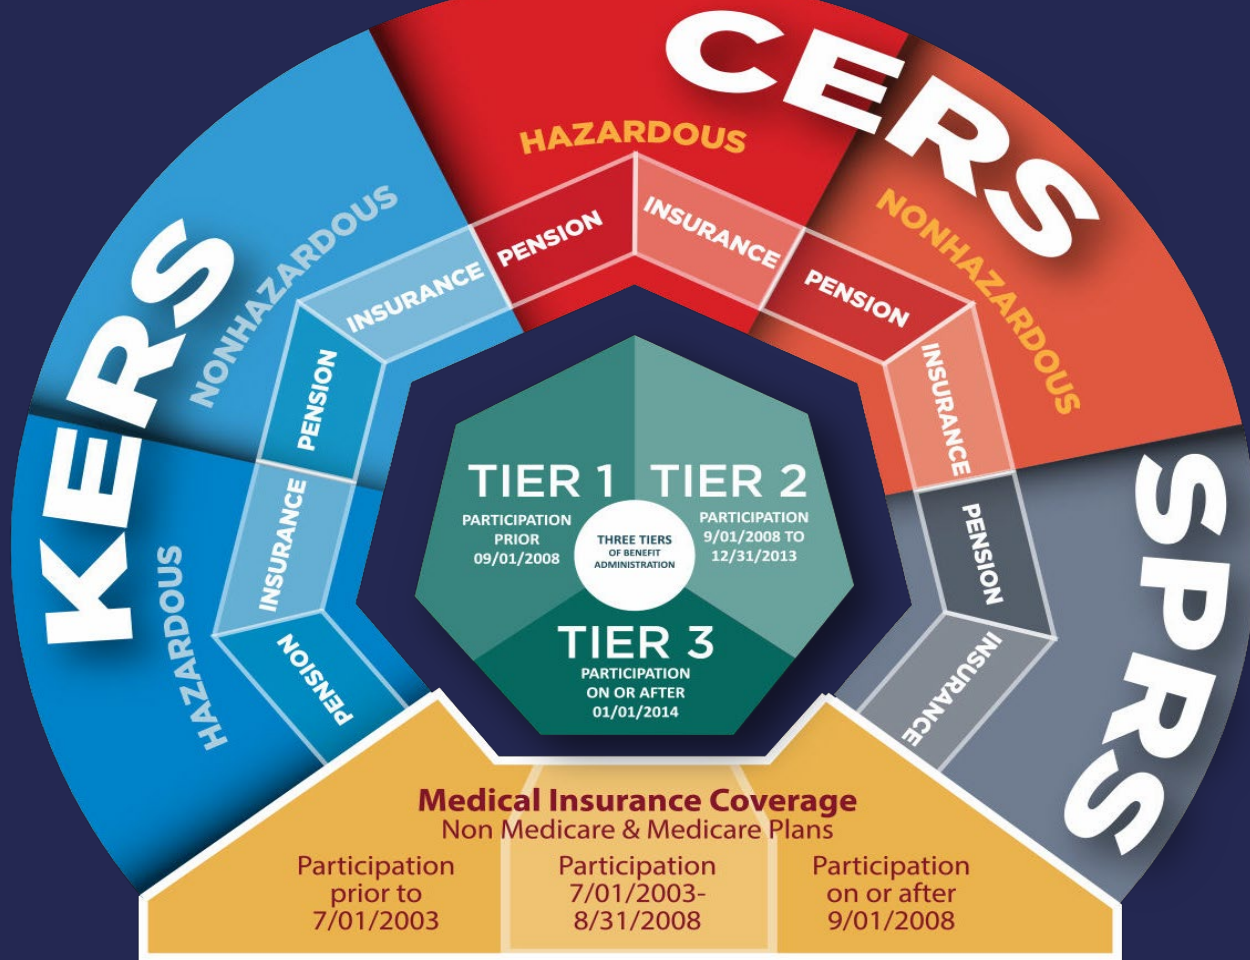 KERS
HAZARDOUS
PENSION
INSURANCE
NONHAZARDOUS
PENSION
INSURANCE
CERS
HAZARDOUS
PENSION
INSURANCE
NONHAZARDOUS
PENSION
INSURANCE
SPRS
PENSION
INSURANCE
TIER 1
PARTICIPATION
PRIOR
09/01/2008
TIER 2
PARTICIPATION
9/01/2008 TO
12/31/2013
THREE TIERS
OF BENEFIT
ADMINISTRATION
TIER 3
PARTICIPATION
ON OR AFTER
01/01/2014
Medical Insurance Coverage
Non Medicare & Medicare Plans
Participation
prior to
7/01/2003
Participation
7/01/2003-
8/31/2008
Participation
on or after
9/01/2008